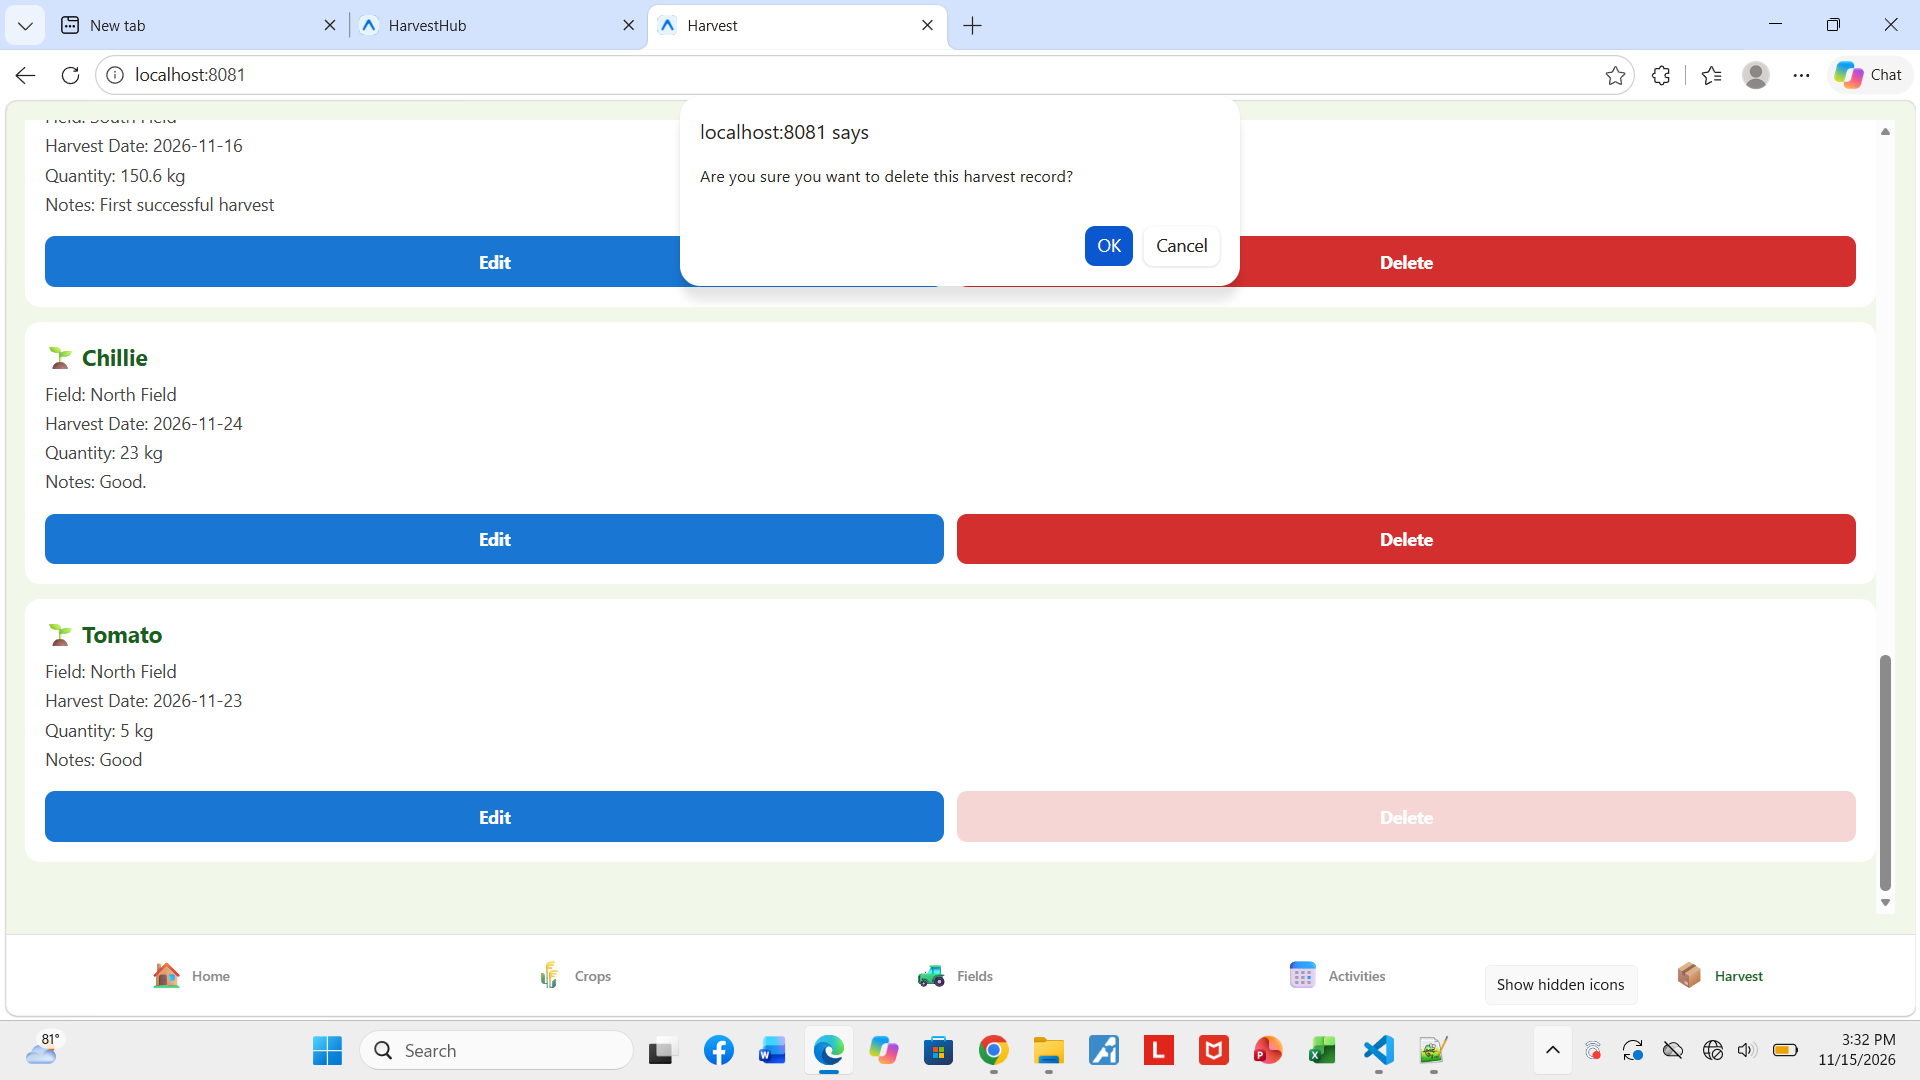 New tab
HarvestHub
Harvest
localhost:8081
Chat
Field: South Field
Harvest Date: 2026-11-16
Quantity: 150.6 kg
Notes: First successful harvest
Edit
Delete
localhost:8081 says
Are you sure you want to delete this harvest record?
OK
Cancel
Chillie
Field: North Field
Harvest Date: 2026-11-24
Quantity: 23 kg
Notes: Good.
Edit
Delete
Tomato
Field: North Field
Harvest Date: 2026-11-23
Quantity: 5 kg
Notes: Good
Edit
Delete
Home
Crops
Fields
Activities
Show hidden icons
Harvest
81°
Search
3:32 PM
11/15/2026